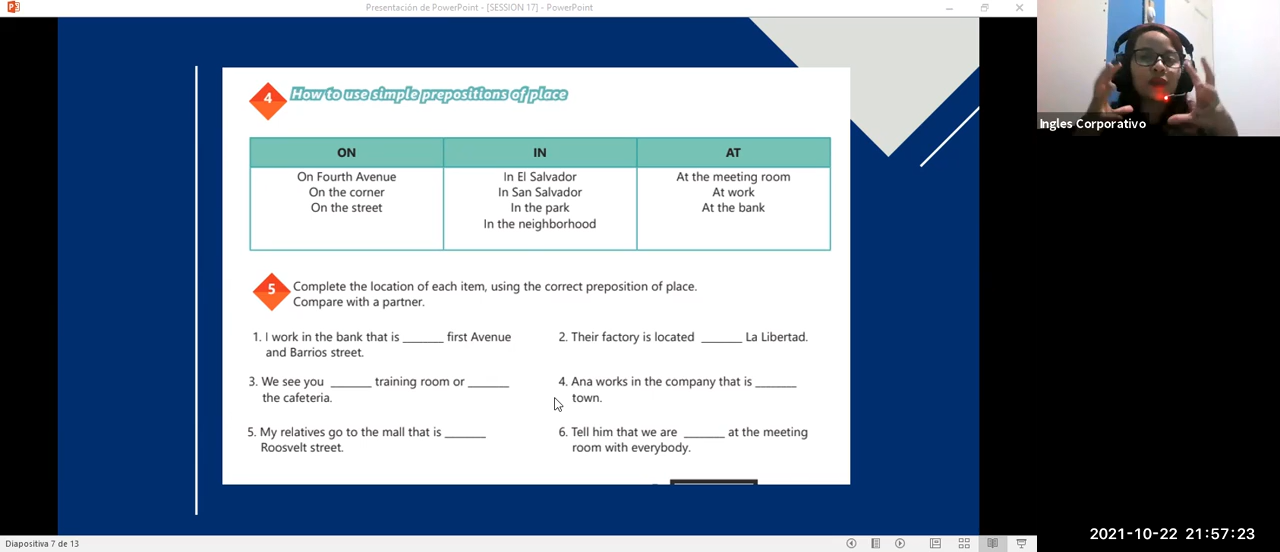 Presentación de PowerPoint - [SESSION 17] - PowerPoint
Ingles Corporativo
4 How to use simple prepositions of place
ON IN AT
On Fourth Avenue In El Salvador At the meeting room
On the corner In San Salvador At work
On the street In the park At the bank
In the neighborhood
5 Complete the location of each item, using the correct preposition of place.
Compare with a partner.
1. I work in the bank that is _______ first Avenue
and Barrios street.
2. Their factory is located _______ La Libertad.
3. We see you _______ training room or _______
the cafeteria.
4. Ana works in the company that is _______
town.
5. My relatives go to the mall that is _______
Roosvelt street.
6. Tell him that we are _______ at the meeting
room with everybody.
2021-10-22 21:57:23
Diapositiva 7 de 13